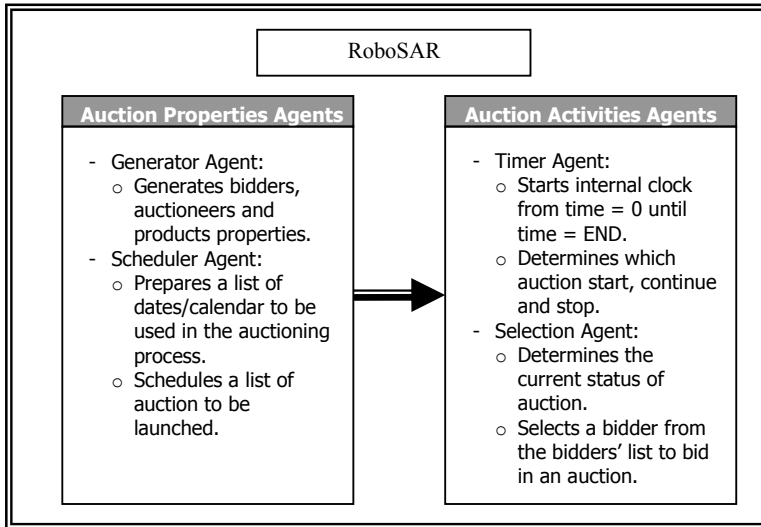 RoboSAR
Auction Properties Agents
- Generator Agent:
o Generates bidders,
auctioneers and
products properties.
- Scheduler Agent:
o Prepares a list of
dates/calendar to be
used in the auctioning
process.
o Schedules a list of
auction to be
launched.
Auction Activities Agents
- Timer Agent:
o Starts internal clock
from time = 0 until
time = END.
o Determines which
auction start, continue
and stop.
- Selection Agent:
o Determines the
current status of
auction.
o Selects a bidder from
the bidders' list to bid
in an auction.